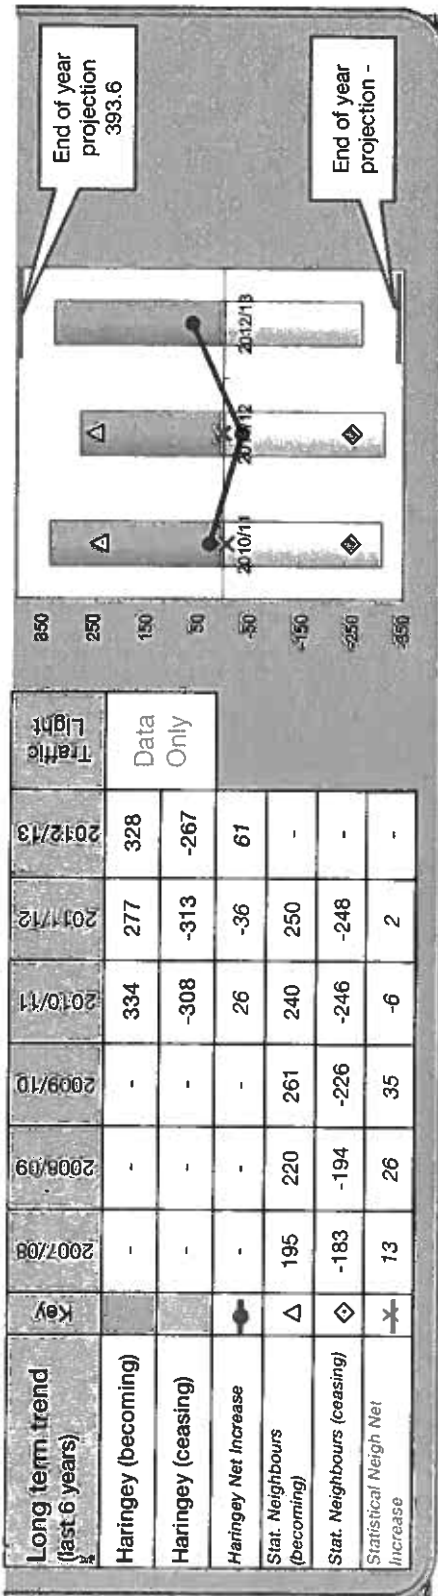 Long term trend (last 6 years) Key 2007/08 2008/09 2009/10 2010/11 2011/12 2012/13 Traffic Light
Haringey (becoming) - - - 334 277 328 Data Only
Haringey (ceasing) - - - -308 -313 -267
Haringey Net Increase - - - 26 -36 61
Stat. Neighbours (becoming) 195 220 261 240 250 -
Stat. Neighbours (ceasing) -183 -194 -226 -246 -248 -
Statistical Neigh Net Increase 13 26 35 -6 2 -
350
250
150
50
-50
-150
-250
-350
2010/11
2012/13
End of year
projection
393.6
End of year
projection -